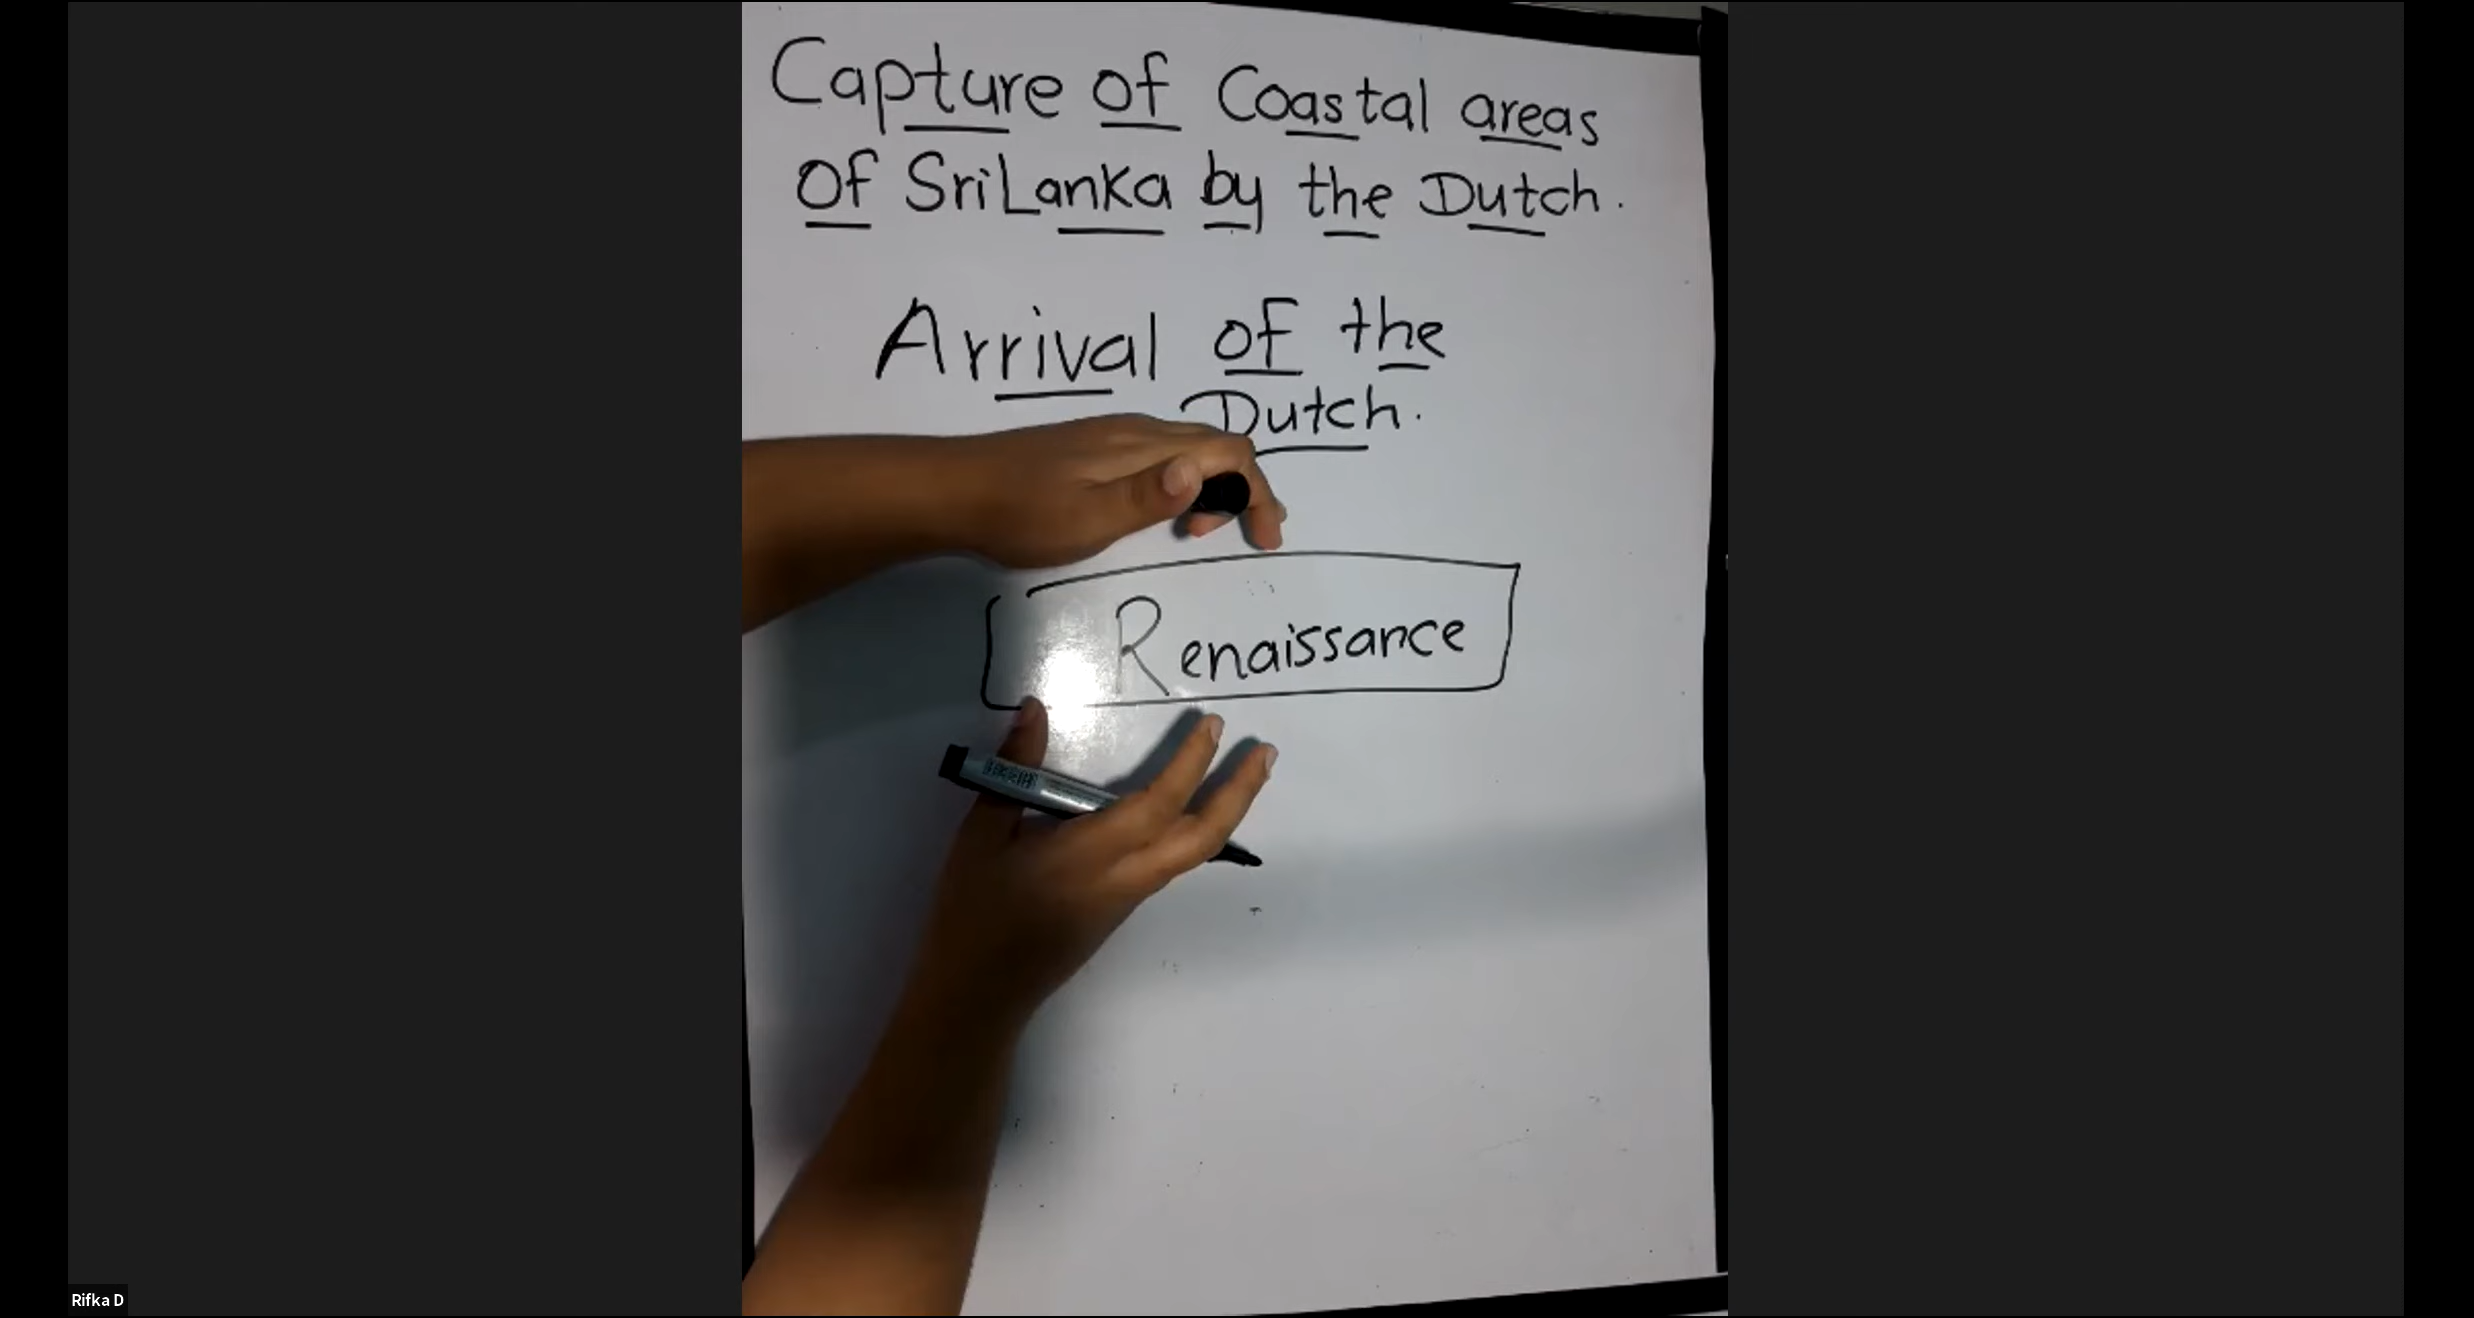 Capture of Coastal areas
of SriLanka by the Dutch.
Arrival of the
Dutch.
Renaissance
Rifka D